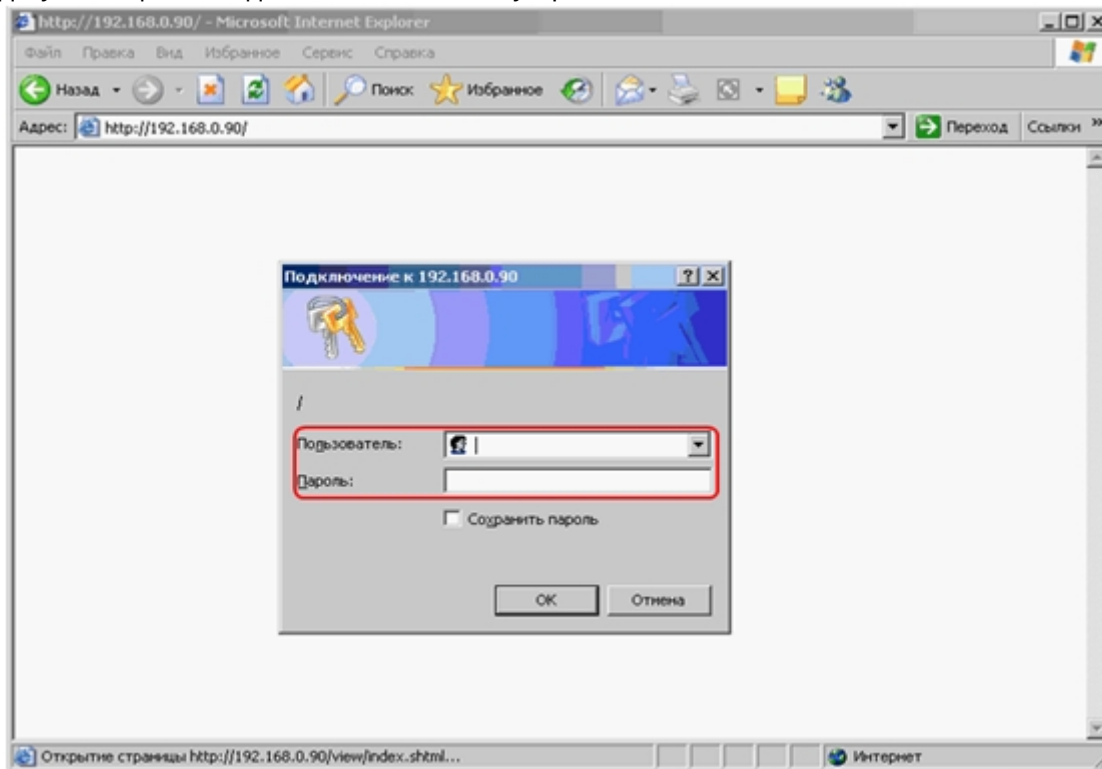 http://192.168.0.90/ - Microsoft Internet Explorer
Файл Правка Вид Избранное Сервис Справка
Назад Поиск Избранное
Адрес: http://192.168.0.90/ Переход Ссылки »
Подключение к 192.168.0.90
/
Пользователь:
Пароль:
Сохранить пароль
OK Отмена
Открытие страницы http://192.168.0.90/view/index.shtml... Интернет